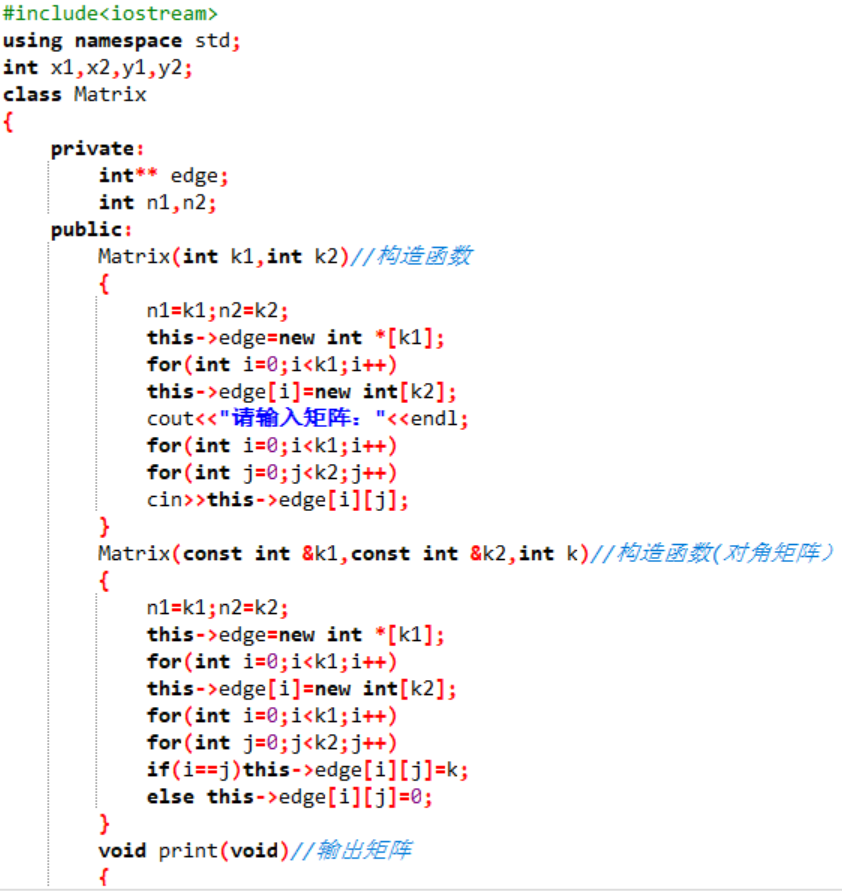 #include<iostream>
using namespace std;
int x1,x2,y1,y2;
class Matrix
{
    private:
        int** edge;
        int n1,n2;
    public:
        Matrix(int k1,int k2)//构造函数
        {
            n1=k1;n2=k2;
            this->edge=new int *[k1];
            for(int i=0;i<k1;i++)
            this->edge[i]=new int[k2];
            cout<<"请输入矩阵："<<endl;
            for(int i=0;i<k1;i++)
            for(int j=0;j<k2;j++)
            cin>>this->edge[i][j];
        }
        Matrix(const int &k1,const int &k2,int k)//构造函数(对角矩阵）
        {
            n1=k1;n2=k2;
            this->edge=new int *[k1];
            for(int i=0;i<k1;i++)
            this->edge[i]=new int[k2];
            for(int i=0;i<k1;i++)
            for(int j=0;j<k2;j++)
            if(i==j)this->edge[i][j]=k;
            else this->edge[i][j]=0;
        }
        void print(void)//输出矩阵
        {